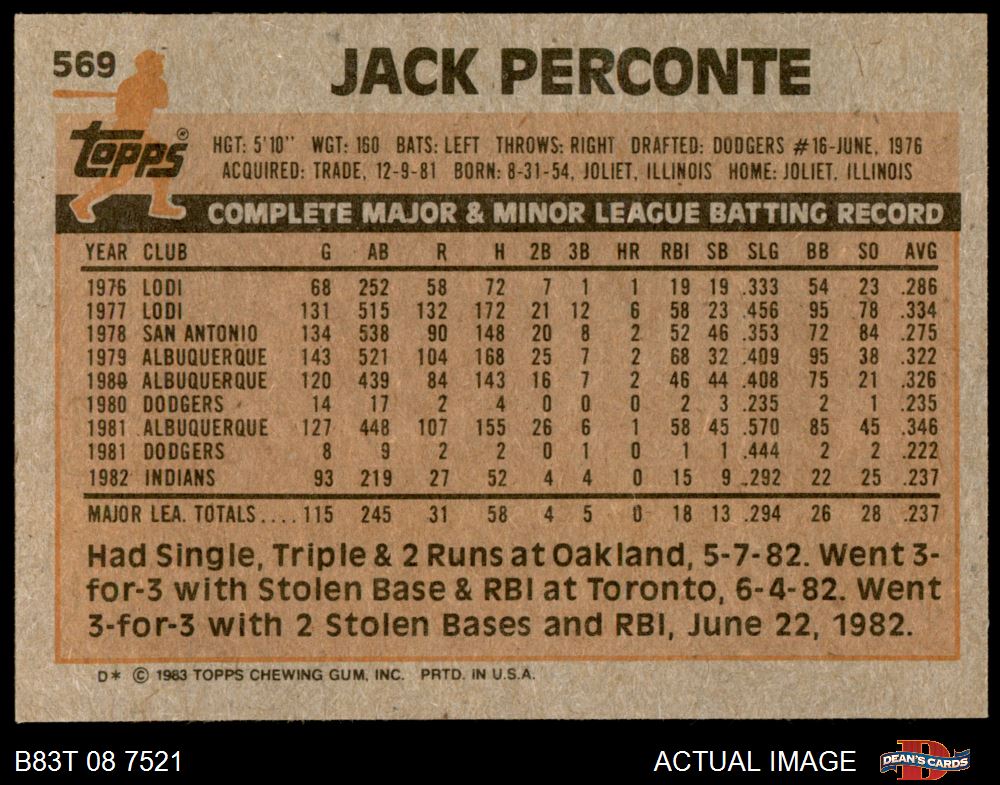 569
JACK PERCONTE
Topps®
HGT: 5'10" WGT: 160 BATS: LEFT THROWS: RIGHT DRAFTED: DODGERS #16-JUNE, 1976
ACQUIRED: TRADE, 12-9-81 BORN: 8-31-54, JOLIET, ILLINOIS HOME: JOLIET, ILLINOIS
COMPLETE MAJOR & MINOR LEAGUE BATTING RECORD
YEAR CLUB G AB R H 2B 3B HR RBI SB SLG BB SO AVG
1976 LODI 68 252 58 72 7 1 1 19 19 .333 54 23 .286
1977 LODI 131 515 132 172 21 12 6 58 23 .456 95 78 .334
1978 SAN ANTONIO 134 538 90 148 20 8 2 52 46 .353 72 84 .275
1979 ALBUQUERQUE 143 521 104 168 25 7 2 68 32 .409 95 38 .322
1980 ALBUQUERQUE 120 439 84 143 16 7 2 46 44 .408 75 21 .326
1980 DODGERS 14 17 2 4 0 0 0 2 3 .235 2 1 .235
1981 ALBUQUERQUE 127 448 107 155 26 6 1 58 45 .570 85 45 .346
1981 DODGERS 8 9 2 2 0 1 0 1 1 .444 2 2 .222
1982 INDIANS 93 219 27 52 4 4 0 15 9 .292 22 25 .237
MAJOR LEA. TOTALS....115 245 31 58 4 5 0 18 13 .294 26 28 .237
Had Single, Triple & 2 Runs at Oakland, 5-7-82. Went 3-
for-3 with Stolen Base & RBI at Toronto, 6-4-82. Went
3-for-3 with 2 Stolen Bases and RBI, June 22, 1982.
D* © 1983 TOPPS CHEWING GUM, INC. PRTD. IN U.S.A.
B83T 08 7521 ACTUAL IMAGE DEAN'S CARDS